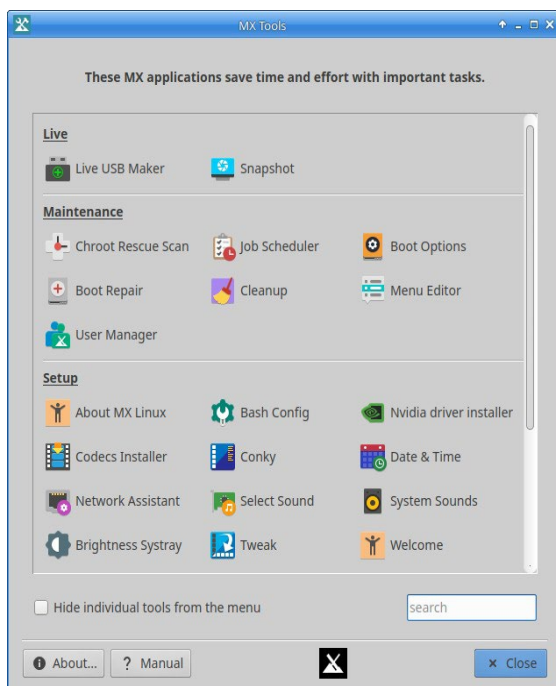 MX Tools
These MX applications save time and effort with important tasks.
Live
Live USB Maker Snapshot
Maintenance
Chroot Rescue Scan Job Scheduler Boot Options
Boot Repair Cleanup Menu Editor
User Manager
Setup
About MX Linux Bash Config Nvidia driver installer
Codecs Installer Conky Date & Time
Network Assistant Select Sound System Sounds
Brightness Systray Tweak Welcome
Hide individual tools from the menu search
About... ? Manual Close